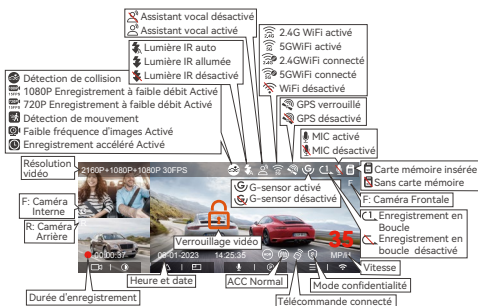 Assistant vocal désactivé
Assistant vocal activé
Lumière IR auto
Lumière IR allumée
Lumière IR désactivé
2.4G WiFi activé
5GWiFi activé
2.4GWiFi connecté
5GWiFi connecté
WiFi désactivé
GPS verrouillé
GPS désactivé
MIC activé
MIC désactivé
Détection de collision
1080P Enregistrement à faible débit Activé
720P Enregistrement à faible débit Activé
Détection de mouvement
Faible fréquence d'images Activé
Enregistrement accéléré Activé
Carte mémoire insérée
Sans carte mémoire
Résolution vidéo
2160P+1080P+1080P 30FPS
G-sensor activé
G-sensor désactivé
F: Caméra Frontale
F: Caméra Interne
R: Caméra Arrière
Enregistrement en Boucle
Enregistrement en boucle désactivé
Verrouillage vidéo
35
MP/H
00:00:37
06-01-2023
14:25:35
Vitesse
Heure et date
ACC Normal
Mode confidentialité
Durée d'enregistrement
Télécommande connecté